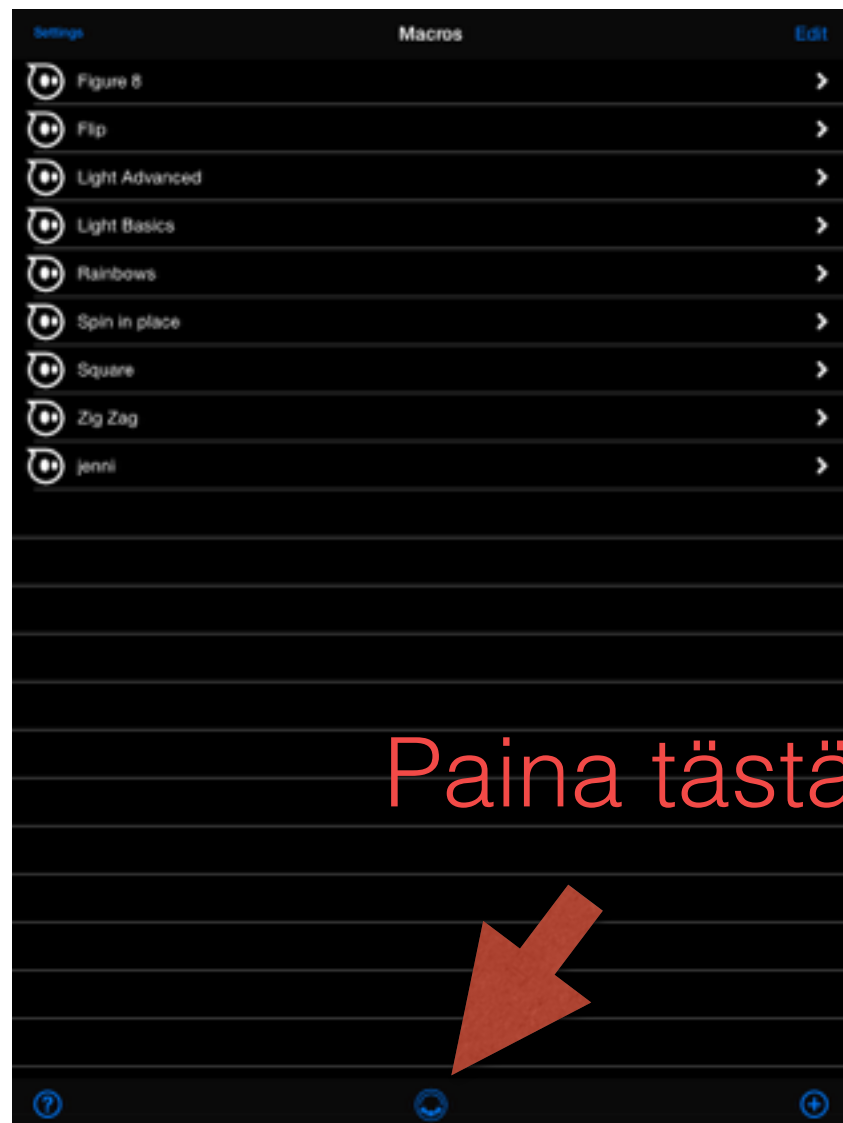 Settings Macros Edit
Figure 8
Flip
Light Advanced
Light Basics
Rainbows
Spin in place
Square
Zig Zag
jenni
Paina tästä
?